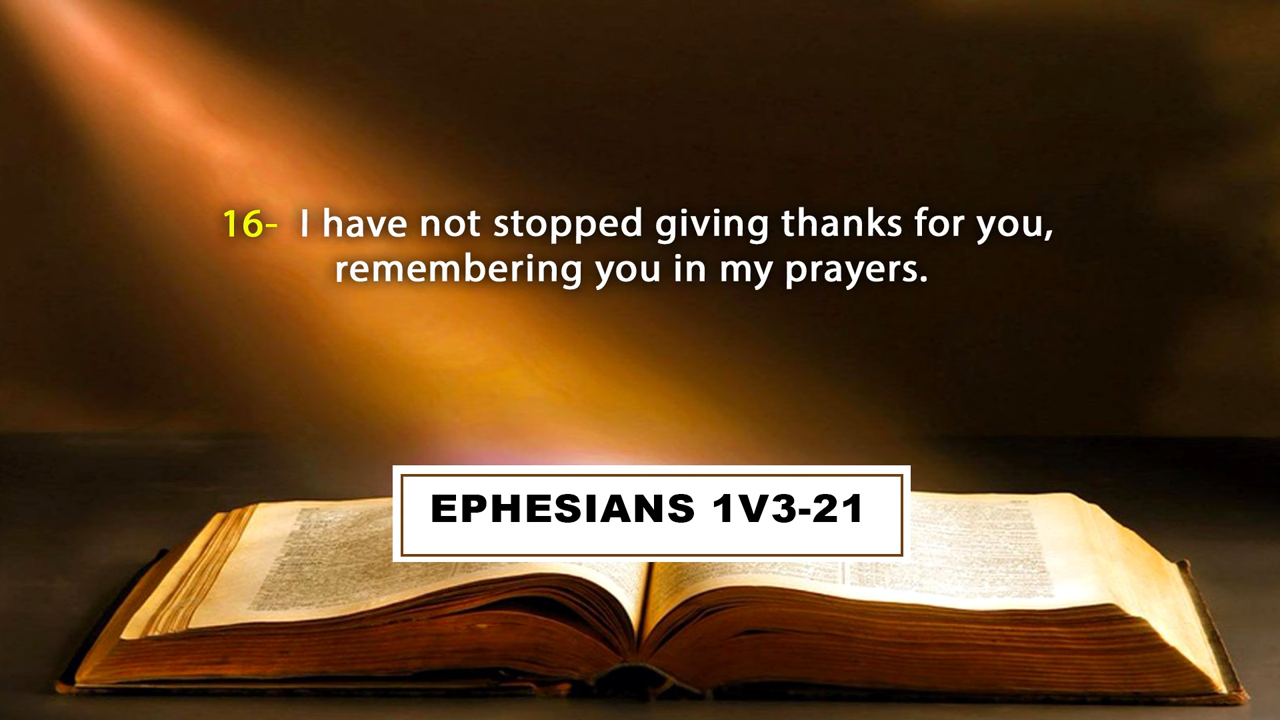 16- I have not stopped giving thanks for you,
remembering you in my prayers.
EPHESIANS 1V3-21